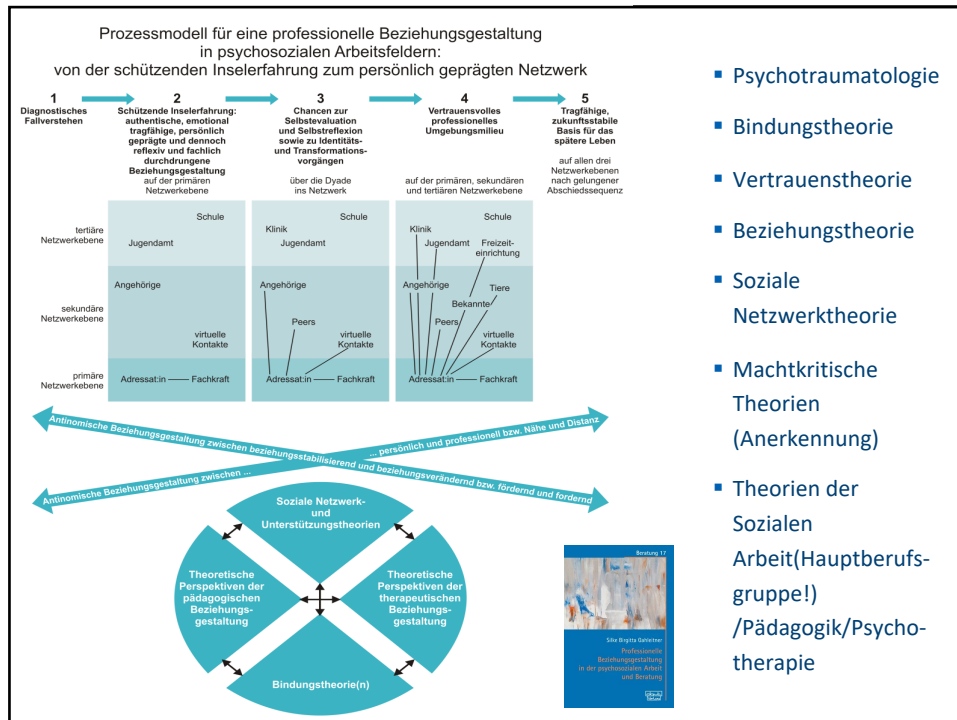 Prozessmodell für eine professionelle Beziehungsgestaltung
in psychosozialen Arbeitsfeldern:
von der schützenden Inselerfahrung zum persönlich geprägten Netzwerk
1
Diagnostisches
Fallverstehen
2
Schützende Inselerfahrung:
authentische, emotional
tragfähige, persönlich
geprägte und dennoch
reflexiv und fachlich
durchdrungene
Beziehungsgestaltung
auf der primären
Netzwerkebene
3
Chancen zur
Selbstevaluation
und Selbstreflexion
sowie zu Identitäts-
und Transformations-
vorgängen
über die Dyade
ins Netzwerk
4
Vertrauensvolles
professionelles
Umgebungsmilieu
auf der primären, sekundären
und tertiären Netzwerkebene
5
Tragfähige,
zukunftsstabile
Basis für das
spätere Leben
auf allen drei
Netzwerkebenen
nach gelungener
Abschiedssequenz
tertiäre
Netzwerkebene
sekundäre
Netzwerkebene
primäre
Netzwerkebene
Schule
Jugendamt
Angehörige
virtuelle
Kontakte
Adressat:in
Fachkraft
Schule
Klinik
Jugendamt
Angehörige
Peers
virtuelle
Kontakte
Adressat:in
Fachkraft
Schule
Klinik
Jugendamt
Freizeit-
einrichtung
Angehörige
Tiere
Bekannte
Peers
virtuelle
Kontakte
Adressat:in
Fachkraft
Antinomische Beziehungsgestaltung zwischen beziehungsstabilisierend und beziehungsverändernd bzw. fördernd und fordernd
Antinomische Beziehungsgestaltung zwischen ...
... persönlich und professionell bzw. Nähe und Distanz
Soziale Netzwerk-
und
Unterstützungstheorien
Theoretische
Perspektiven der
pädagogischen
Beziehungs-
gestaltung
Theoretische
Perspektiven der
therapeutischen
Beziehungs-
gestaltung
Bindungstheorie(n)
Beratung 17
Silke Birgitta Gahleitner
Professionelle
Beziehungsgestaltung
in der psychosozialen Arbeit
und Beratung
▪ Psychotraumatologie
▪ Bindungstheorie
▪ Vertrauenstheorie
▪ Beziehungstheorie
▪ Soziale
Netzwerktheorie
▪ Machtkritische
Theorien
(Anerkennung)
▪ Theorien der
Sozialen
Arbeit(Hauptberufs-
gruppe!)
/Pädagogik/Psycho-
therapie